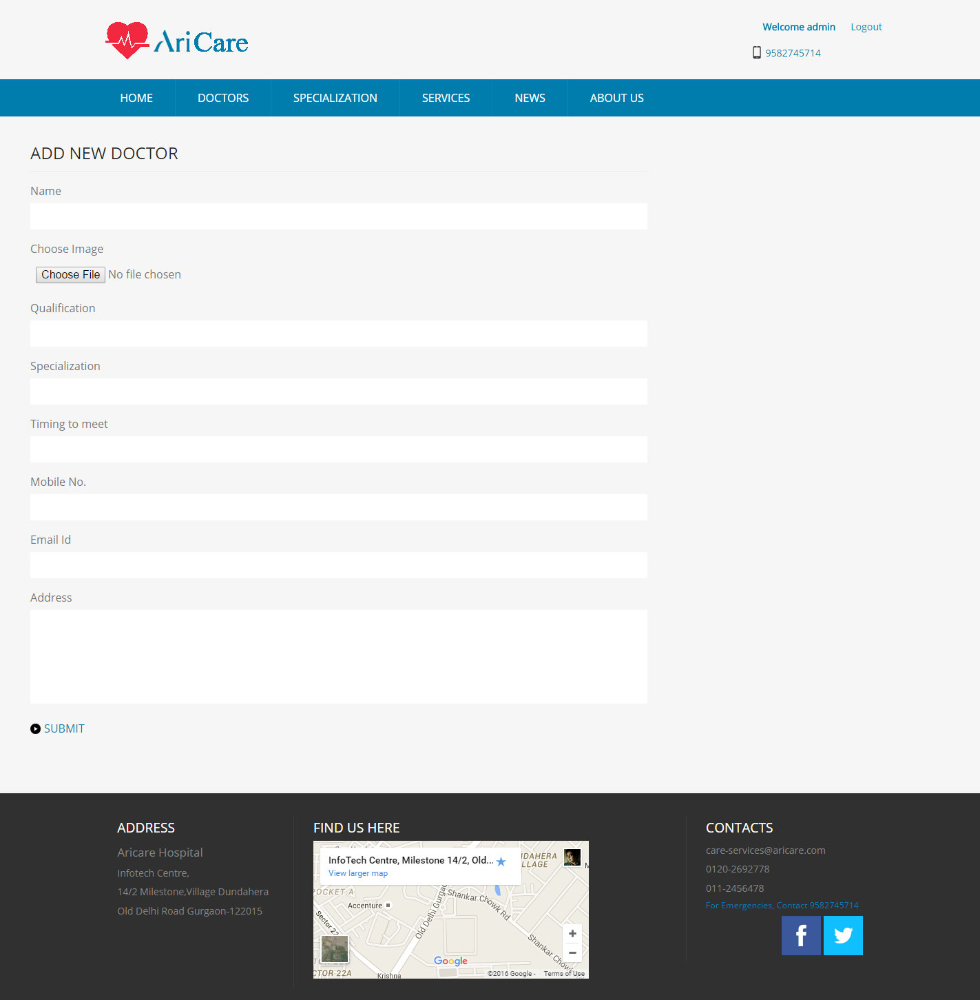 AriCare
Welcome admin Logout
9582745714
HOME DOCTORS SPECIALIZATION SERVICES NEWS ABOUT US
ADD NEW DOCTOR
Name
Choose Image
Choose File No file chosen
Qualification
Specialization
Timing to meet
Mobile No.
Email Id
Address
SUBMIT
ADDRESS
Aricare Hospital
Infotech Centre,
14/2 Milestone,Village Dundahera
Old Delhi Road Gurgaon-122015
FIND US HERE
InfoTech Centre, Milestone 14/2, Old...
View larger map
NDAHERA
LLAGE
POCKET A
Accenture
Shankar Chowk Rd
Old Delhi Gurgao
Sector 22
Shankar Chowk
CTOR 22A
Krishna
Google
©2016 Google - Terms of Use
CONTACTS
care-services@aricare.com
0120-2692778
011-2456478
For Emergencies, Contact 9582745714